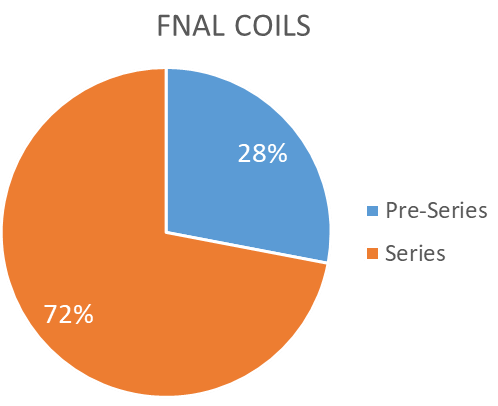 FNAL COILS
28%
Pre-Series
Series
72%